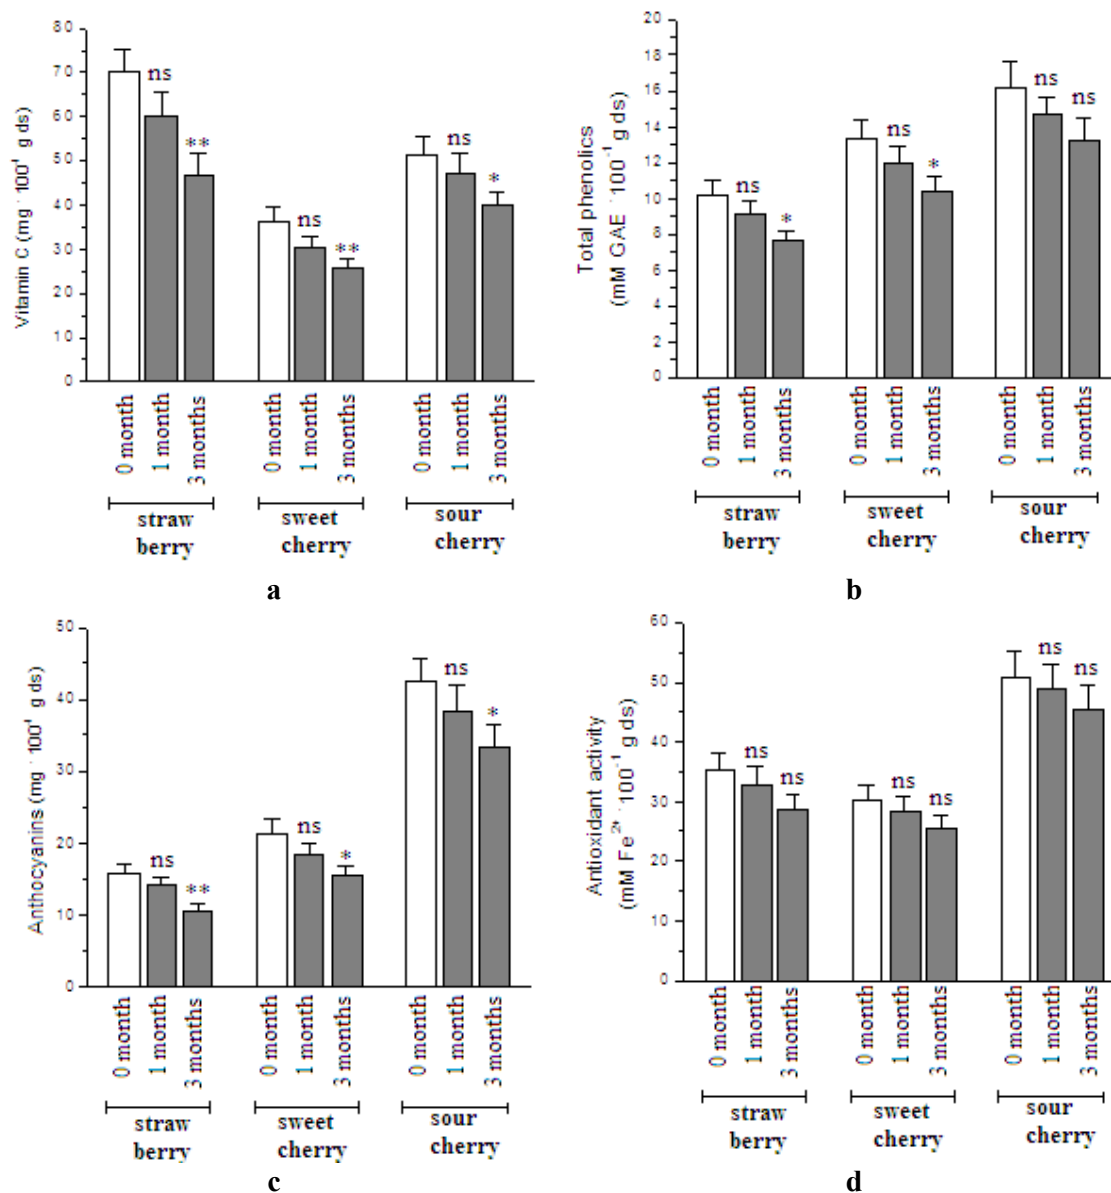 80
70
60
50
40
30
20
10
0
Vitamin C (mg · 100¹ g ds)
ns
**
ns
**
ns
*
0 month
1 month
3 months
0 month
1 month
3 months
0 month
1 month
3 months
straw
berry
sweet
cherry
sour
cherry
a
20
18
16
14
12
10
8
6
4
2
0
Total phenolics
(mM GAE · 100⁻¹ g ds)
ns
*
ns
*
ns
ns
0 month
1 month
3 months
0 month
1 month
3 months
0 month
1 month
3 months
straw
berry
sweet
cherry
sour
cherry
b
50
40
30
20
10
0
Anthocyanins (mg · 100¹ g ds)
ns
**
ns
*
ns
*
0 month
1 month
3 months
0 month
1 month
3 months
0 month
1 month
3 months
straw
berry
sweet
cherry
sour
cherry
c
60
50
40
30
20
10
0
Antioxidant activity
(mM Fe²⁺ · 100⁻¹ g ds)
ns
ns
ns
ns
ns
ns
0 month
1 month
3 months
0 month
1 month
3 months
0 month
1 month
3 months
straw
berry
sweet
cherry
sour
cherry
d